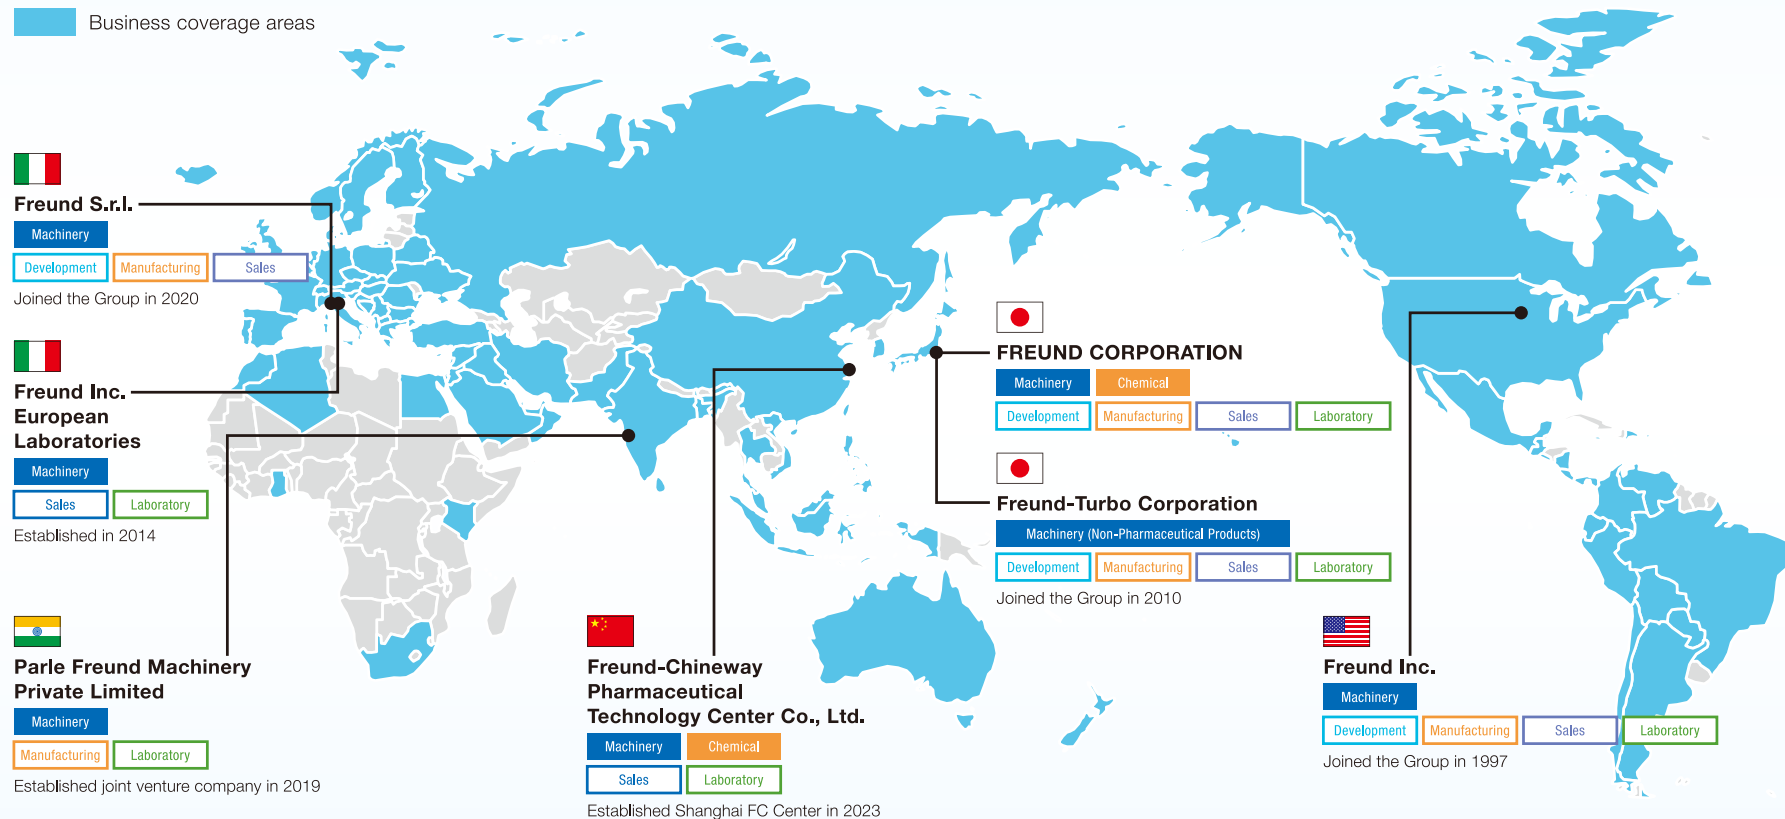 Business coverage areas
Freund S.r.l.
Machinery
Development Manufacturing Sales
Joined the Group in 2020
Freund Inc.
European
Laboratories
Machinery
Sales Laboratory
Established in 2014
Parle Freund Machinery
Private Limited
Machinery
Manufacturing Laboratory
Established joint venture company in 2019
Freund-Chineway
Pharmaceutical
Technology Center Co., Ltd.
Machinery Chemical
Sales Laboratory
Established Shanghai FC Center in 2023
FREUND CORPORATION
Machinery Chemical
Development Manufacturing Sales Laboratory
Freund-Turbo Corporation
Machinery (Non-Pharmaceutical Products)
Development Manufacturing Sales Laboratory
Joined the Group in 2010
Freund Inc.
Machinery
Development Manufacturing Sales Laboratory
Joined the Group in 1997